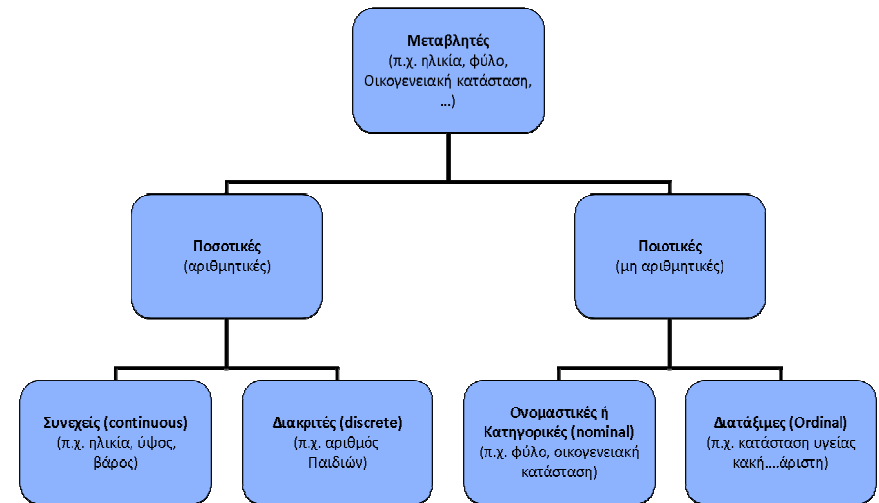 Μεταβλητές
(π.χ. ηλικία, φύλο,
Οικογενειακή κατάσταση,
...)
Ποσοτικές
(αριθμητικές)
Ποιοτικές
(μη αριθμητικές)
Συνεχείς (continuous)
(π.χ. ηλικία, ύψος,
βάρος)
Διακριτές (discrete)
(π.χ. αριθμός
Παιδιών)
Ονομαστικές ή
Κατηγορικές (nominal)
(π.χ. φύλο, οικογενειακή
κατάσταση)
Διατάξιμες (Ordinal)
(π.χ. κατάσταση υγείας
κακή....άριστη)